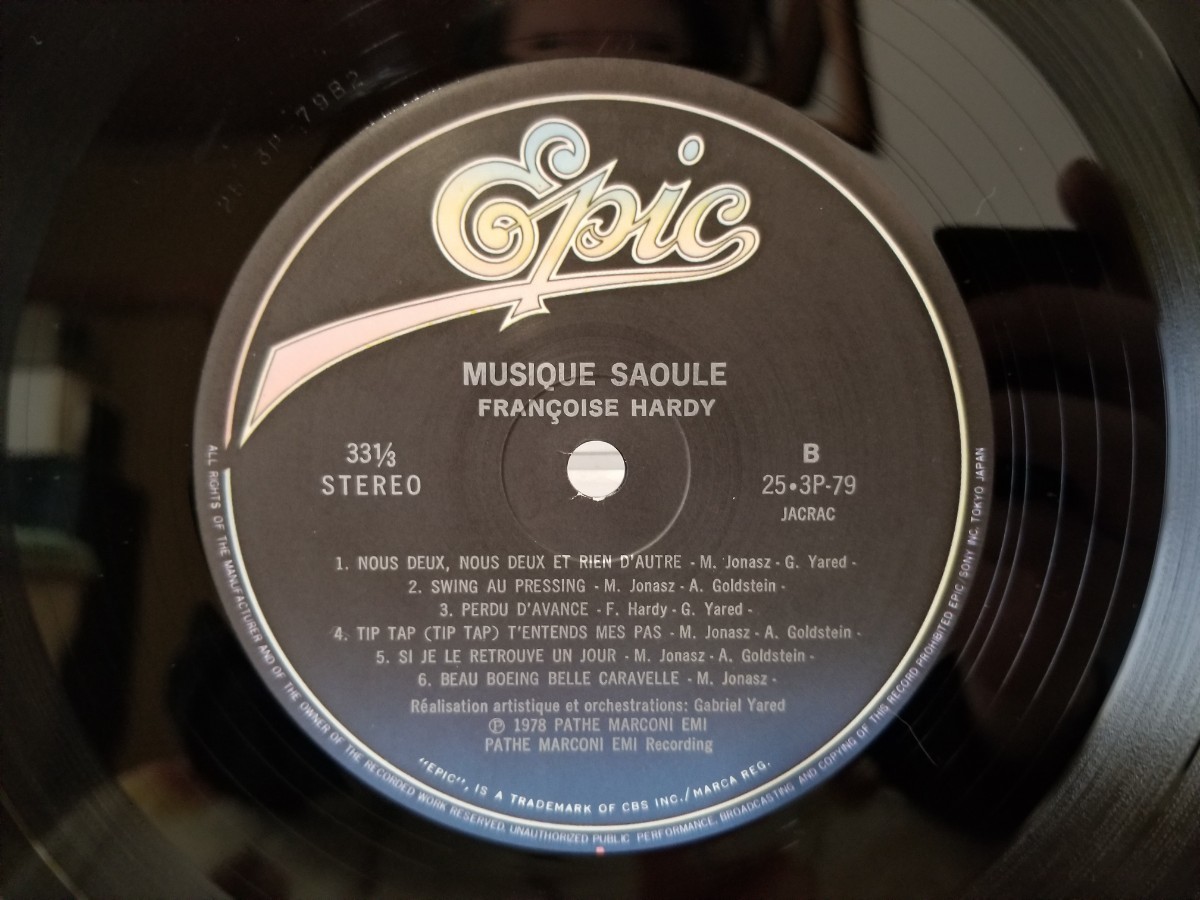 3P 79B2
Epic
MUSIQUE SAOULE
FRANÇOISE HARDY
33⅓
STEREO
B
25•3P-79
JACRAC
1. NOUS DEUX, NOUS DEUX ET RIEN D'AUTRE - M. Jonasz - G. Yared -
2. SWING AU PRESSING - M. Jonasz - A. Goldstein -
3. PERDU D'AVANCE - F. Hardy - G. Yared -
4. TIP TAP (TIP TAP) T'ENTENDS MES PAS - M. Jonasz - A. Goldstein -
5. SI JE LE RETROUVE UN JOUR - M. Jonasz - A. Goldstein -
6. BEAU BOEING BELLE CARAVELLE - M. Jonasz -
Réalisation artistique et orchestrations: Gabriel Yared
℗ 1978 PATHE MARCONI EMI
PATHE MARCONI EMI Recording
"EPIC", IS A TRADEMARK OF CBS INC./MARCA REG.
ALL RIGHTS OF THE MANUFACTURER AND OF THE OWNER OF THE RECORDED WORK RESERVED. UNAUTHORIZED PUBLIC PERFORMANCE, BROADCASTING AND COPYING OF THIS RECORD PROHIBITED EPIC/SONY INC. TOKYO JAPAN